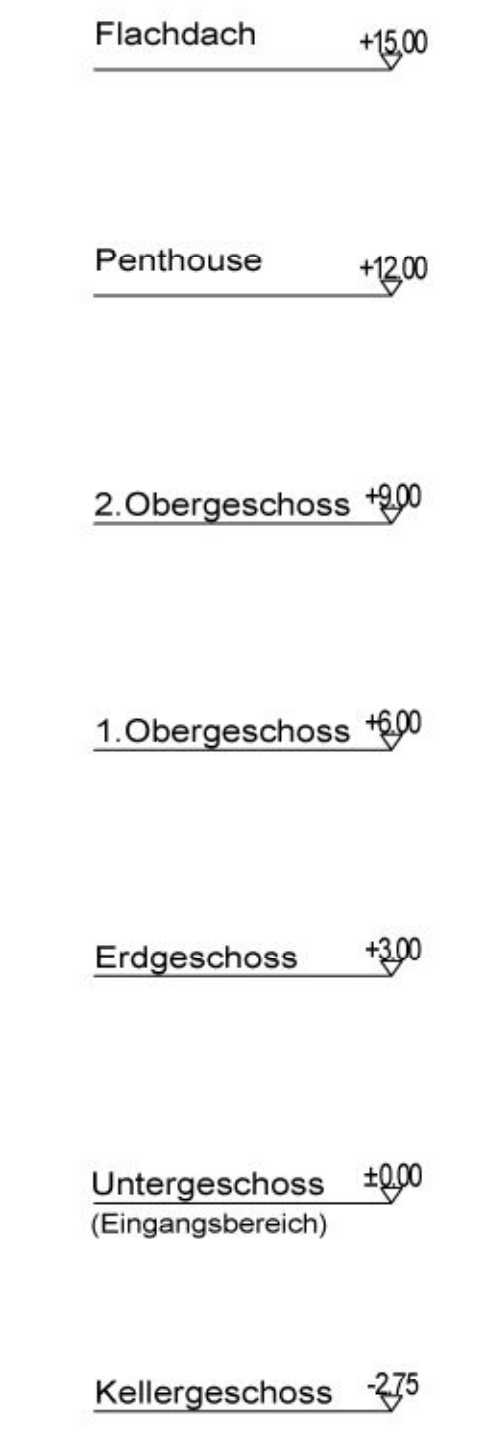 Flachdach +15.00
Penthouse +12.00
2.Obergeschoss +9.00
1.Obergeschoss +6.00
Erdgeschoss +3.00
Untergeschoss ±0.00
(Eingangsbereich)
Kellergeschoss -2.75